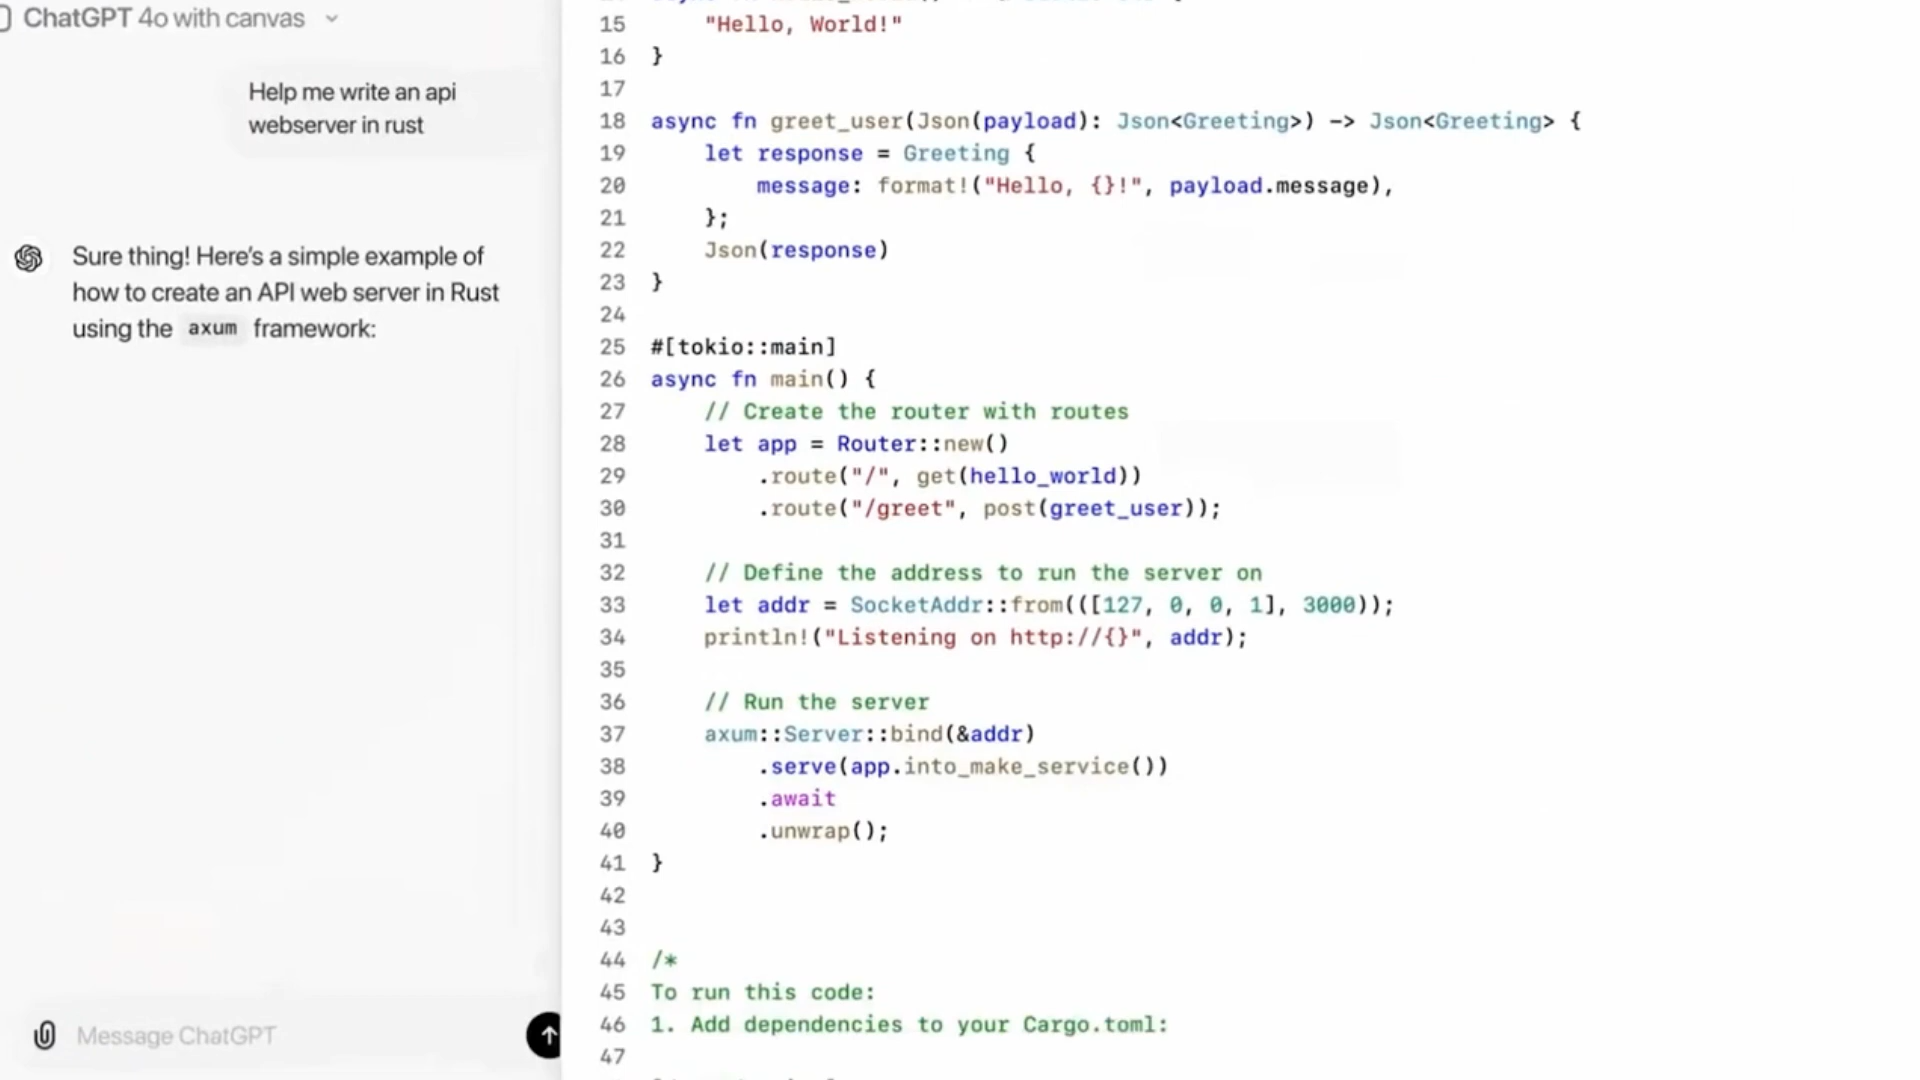 ChatGPT 4o with canvas
Help me write an api
webserver in rust
Sure thing! Here's a simple example of
how to create an API web server in Rust
using the axum framework:
Message ChatGPT
15 "Hello, World!"
16 }
17
18 async fn greet_user(Json(payload): Json<Greeting>) -> Json<Greeting> {
19 let response = Greeting {
20 message: format!("Hello, {}!", payload.message),
21 };
22 Json(response)
23 }
24
25 #[tokio::main]
26 async fn main() {
27 // Create the router with routes
28 let app = Router::new()
29 .route("/", get(hello_world))
30 .route("/greet", post(greet_user));
31
32 // Define the address to run the server on
33 let addr = SocketAddr::from(([127, 0, 0, 1], 3000));
34 println!("Listening on http://{}", addr);
35
36 // Run the server
37 axum::Server::bind(&addr)
38 .serve(app.into_make_service())
39 .await
40 .unwrap();
41 }
42
43
44 /*
45 To run this code:
46 1. Add dependencies to your Cargo.toml:
47